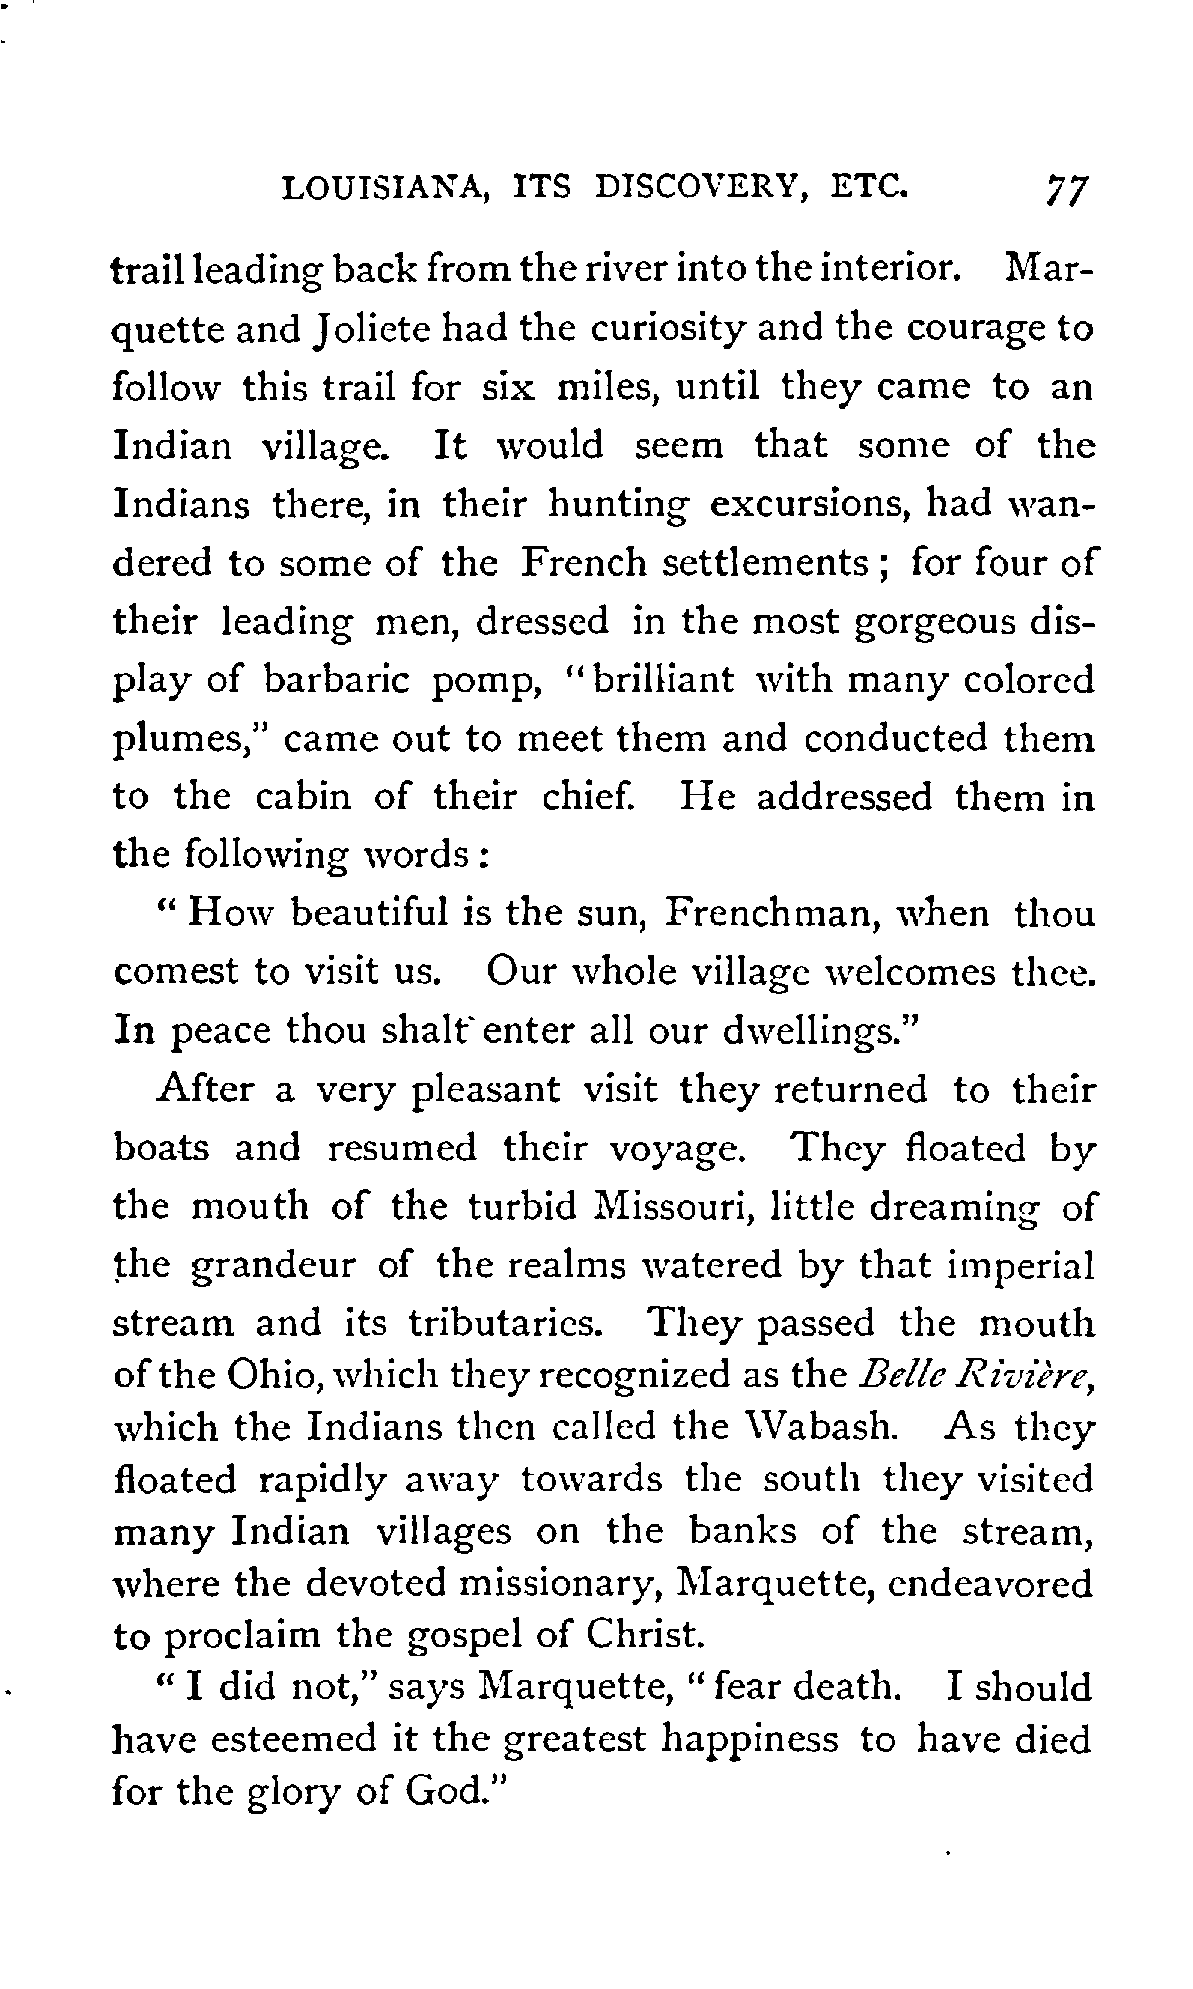 LOUISIANA, ITS DISCOVERY, ETC. 77
trail leading back from the river into the interior. Mar-
quette and Joliete had the curiosity and the courage to
follow this trail for six miles, until they came to an
Indian village. It would seem that some of the
Indians there, in their hunting excursions, had wan-
dered to some of the French settlements ; for four of
their leading men, dressed in the most gorgeous dis-
play of barbaric pomp, “brilliant with many colored
plumes,” came out to meet them and conducted them
to the cabin of their chief. He addressed them in
the following words :
“ How beautiful is the sun, Frenchman, when thou
comest to visit us. Our whole village welcomes thee.
In peace thou shalt enter all our dwellings.”
After a very pleasant visit they returned to their
boats and resumed their voyage. They floated by
the mouth of the turbid Missouri, little dreaming of
the grandeur of the realms watered by that imperial
stream and its tributaries. They passed the mouth
of the Ohio, which they recognized as the Belle Rivière,
which the Indians then called the Wabash. As they
floated rapidly away towards the south they visited
many Indian villages on the banks of the stream,
where the devoted missionary, Marquette, endeavored
to proclaim the gospel of Christ.
“ I did not,” says Marquette, “ fear death. I should
have esteemed it the greatest happiness to have died
for the glory of God.”